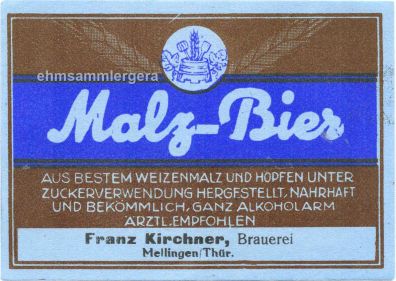 ehmsammlergera
Malz-Bier
AUS BESTEM WEIZENMALZ UND HOPFEN UNTER
ZUCKERVERWENDUNG HERGESTELLT, NAHRHAFT
UND BEKÖMMLICH, GANZ ALKOHOLARM
ÄRZTL. EMPFOHLEN
Franz Kirchner, Brauerei
Mellingen/Thür.